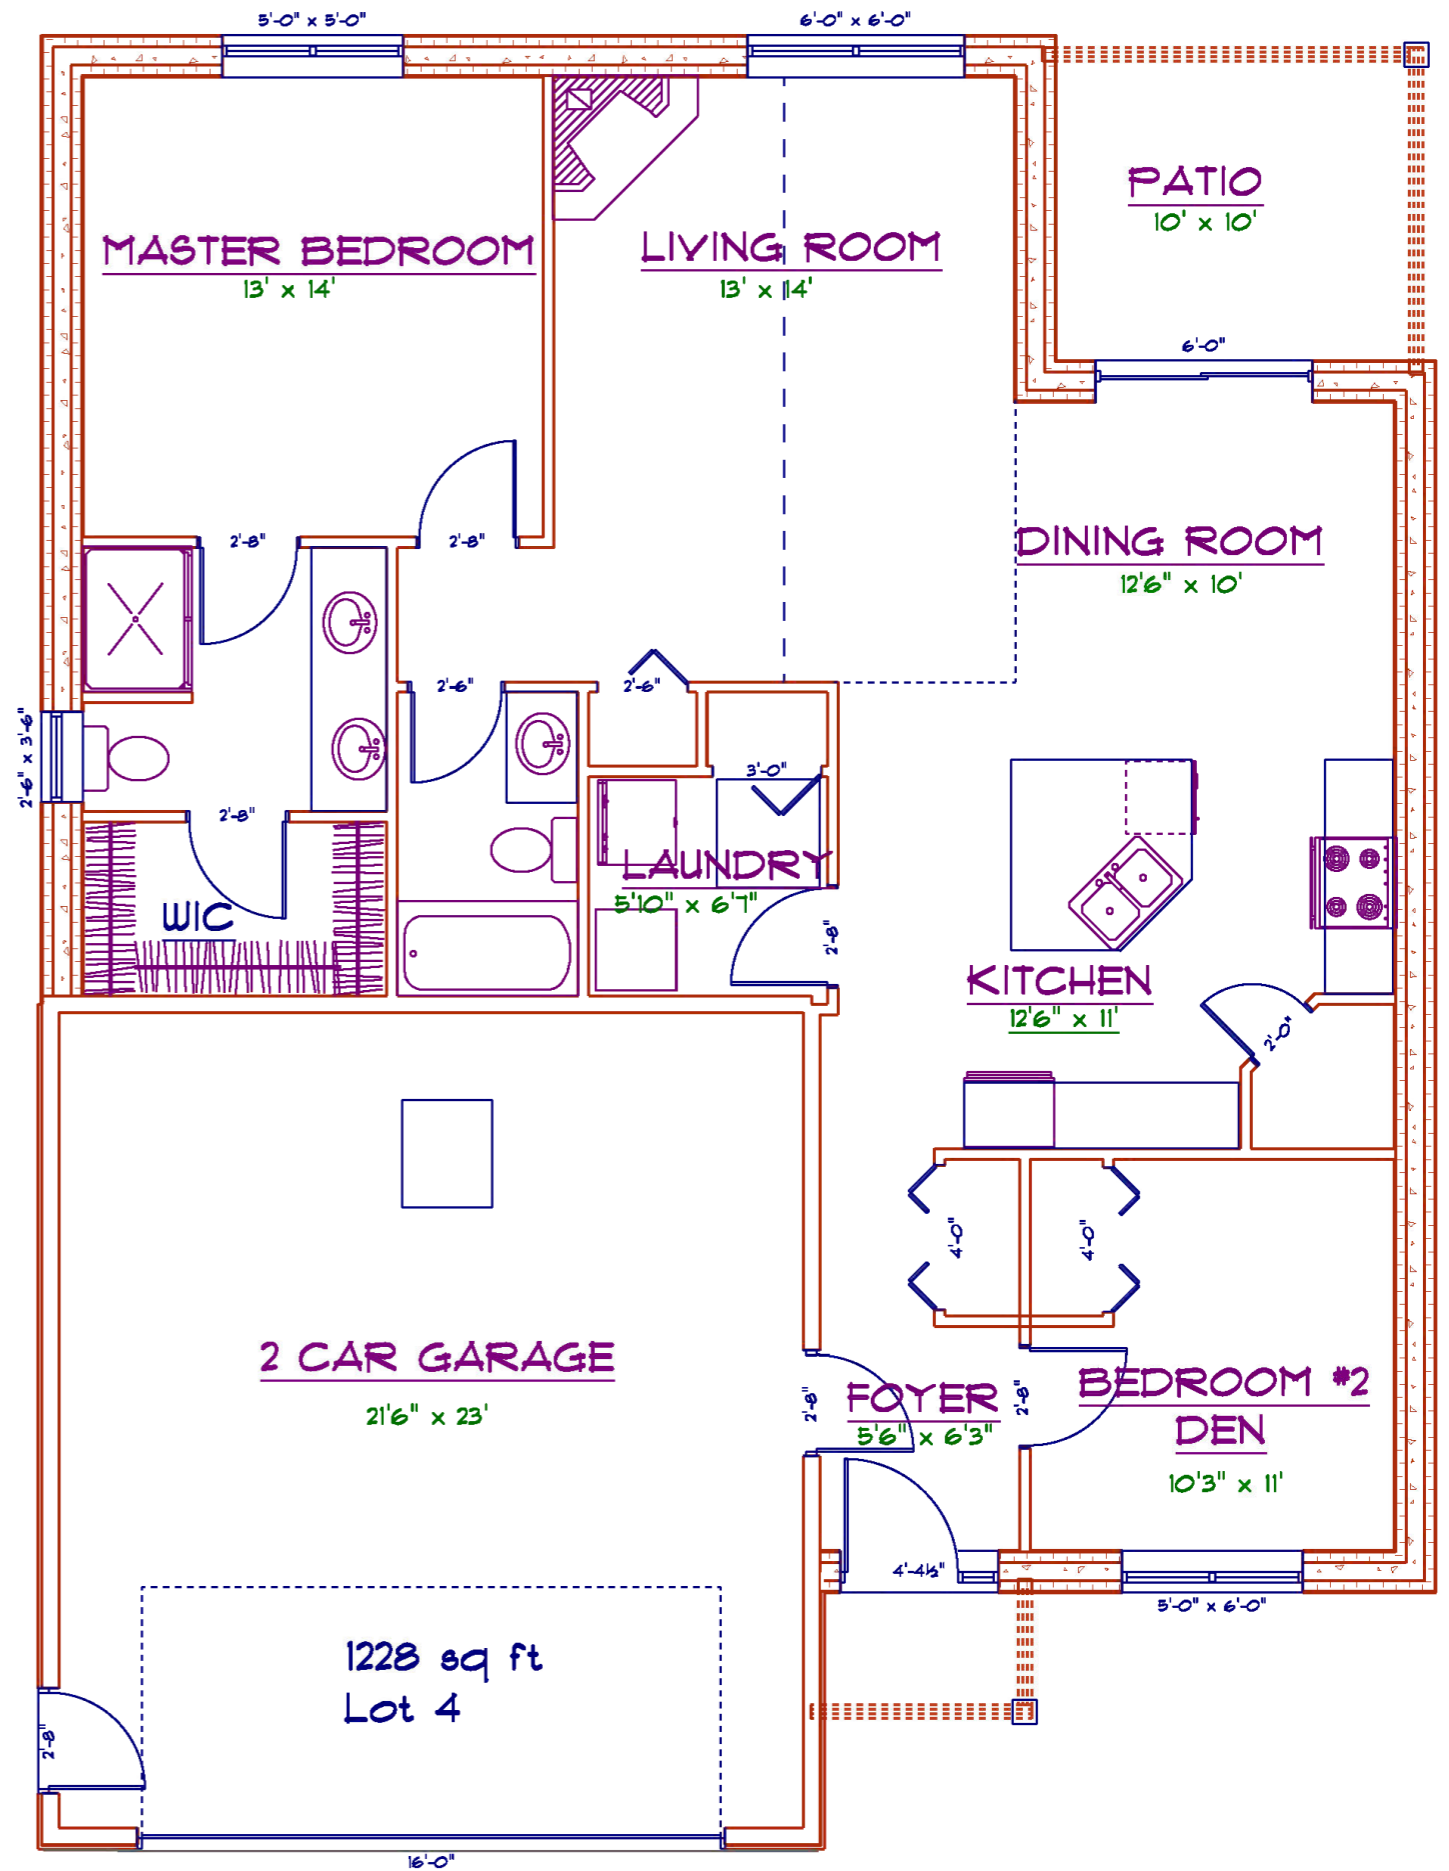 5'-0" x 5'-0"
6'-0" x 6'-0"
PATIO
10' x 10'
MASTER BEDROOM
13' x 14'
LIVING ROOM
13' x 14'
6'-0"
2'-8"
2'-8"
DINING ROOM
12'6" x 10'
2'-6"
2'-6"
2'-6" x 3'-6"
3'-0"
2'-8"
LAUNDRY
5'10" x 6'7"
WIC
2'-8"
KITCHEN
12'6" x 11'
2'-0"
4'-0"
4'-0"
2 CAR GARAGE
21'6" x 23'
2'-8"
FOYER
5'6" x 6'3"
2'-8"
BEDROOM #2
DEN
10'3" x 11'
4'-4½"
5'-0" x 6'-0"
1228 sq ft
Lot 4
2'-8"
16'-0"